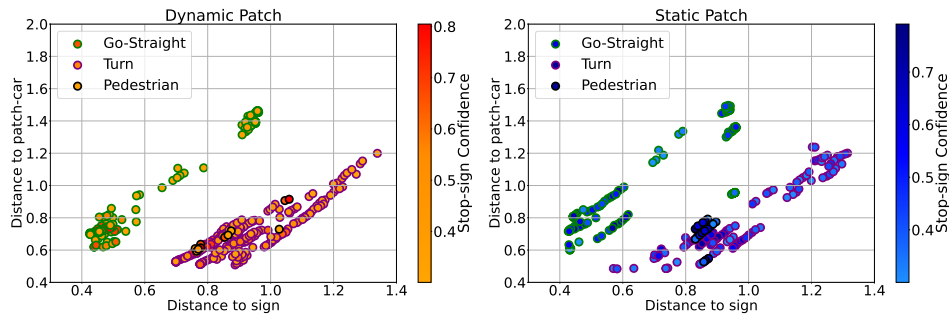 Dynamic Patch
Distance to patch-car
2.0
1.8
1.6
1.4
1.2
1.0
0.8
0.6
0.4
Go-Straight
Turn
Pedestrian
0.4
0.6
0.8
1.0
1.2
1.4
Distance to sign
0.8
0.7
0.6
0.5
0.4
Stop-sign Confidence
Static Patch
Distance to patch-car
2.0
1.8
1.6
1.4
1.2
1.0
0.8
0.6
0.4
Go-Straight
Turn
Pedestrian
0.4
0.6
0.8
1.0
1.2
1.4
Distance to sign
0.7
0.6
0.5
0.4
Stop-sign Confidence